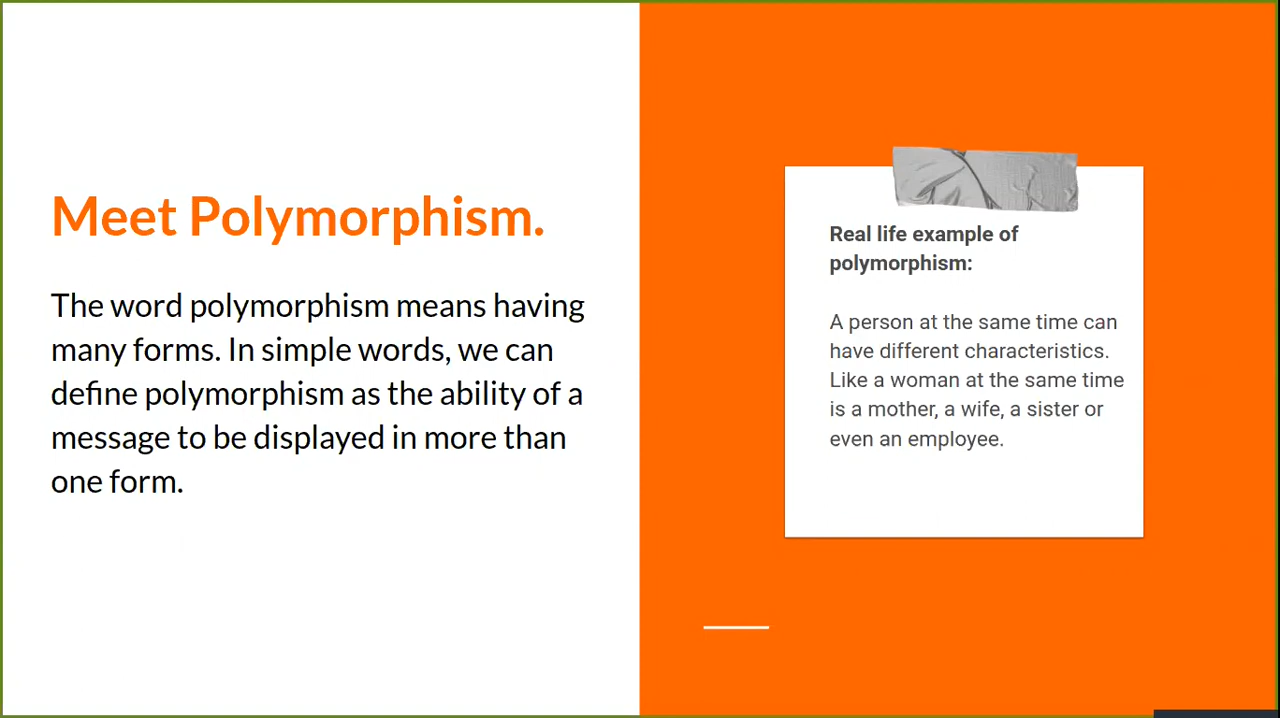 Meet Polymorphism.
The word polymorphism means having
many forms. In simple words, we can
define polymorphism as the ability of a
message to be displayed in more than
one form.
Real life example of
polymorphism:
A person at the same time can
have different characteristics.
Like a woman at the same time
is a mother, a wife, a sister or
even an employee.